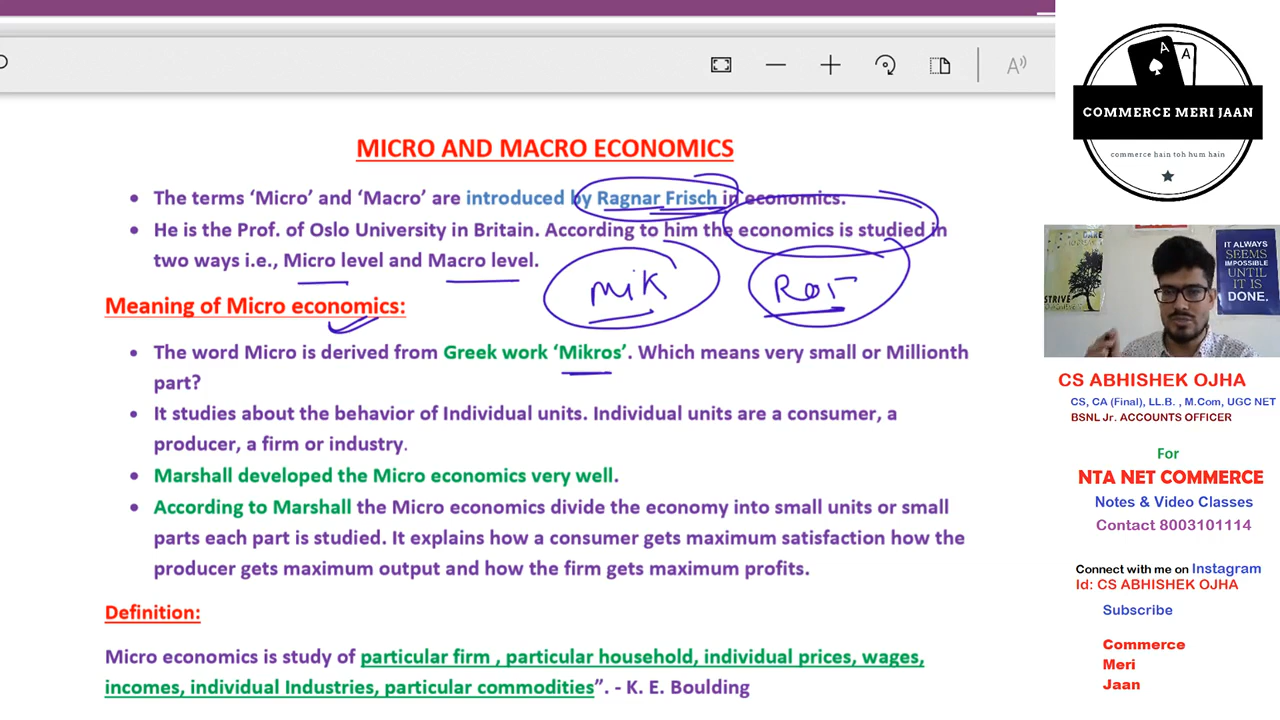 MICRO AND MACRO ECONOMICS
• The terms ‘Micro’ and ‘Macro’ are introduced by Ragnar Frisch in economics.
• He is the Prof. of Oslo University in Britain. According to him the economics is studied in
two ways i.e., Micro level and Macro level.
Mik
Meaning of Micro economics:
• The word Micro is derived from Greek work ‘Mikros’. Which means very small or Millionth
part?
• It studies about the behavior of Individual units. Individual units are a consumer, a
producer, a firm or industry.
• Marshall developed the Micro economics very well.
• According to Marshall the Micro economics divide the economy into small units or small
parts each part is studied. It explains how a consumer gets maximum satisfaction how the
producer gets maximum output and how the firm gets maximum profits.
Definition:
Micro economics is study of particular firm , particular household, individual prices, wages,
incomes, individual Industries, particular commodities”. - K. E. Boulding
A A
COMMERCE MERI JAAN
commerce hain toh hum hain
STRIVE
IT ALWAYS
SEEMS
IMPOSSIBLE
UNTIL
IT IS
DONE.
CS ABHISHEK OJHA
CS, CA (Final), LL.B. , M.Com, UGC NET
BSNL Jr. ACCOUNTS OFFICER
For
NTA NET COMMERCE
Notes & Video Classes
Contact 8003101114
Connect with me on Instagram
Id: CS ABHISHEK OJHA
Subscribe
Commerce
Meri
Jaan